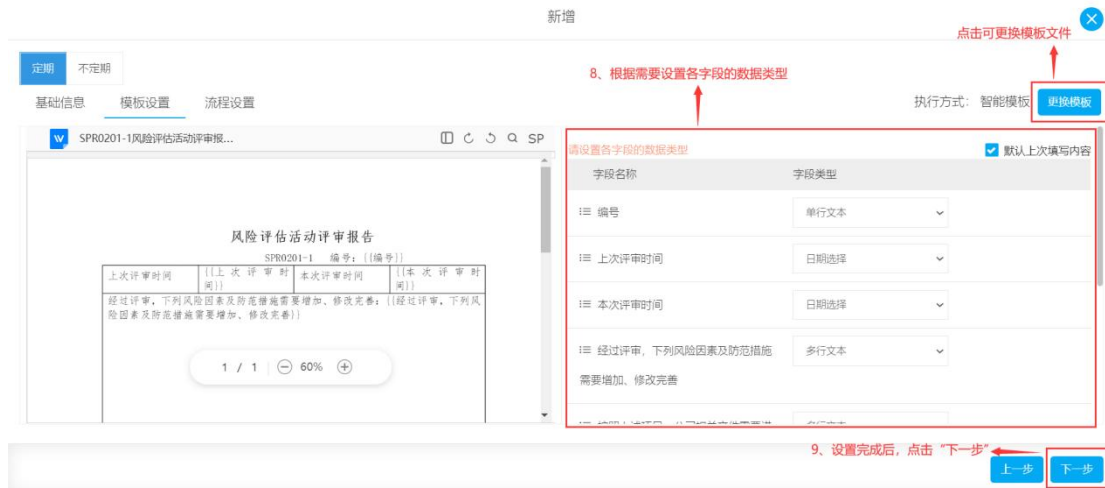 新增
点击可更换模板文件
定期 不定期
8、根据需要设置各字段的数据类型
基础信息 模板设置 流程设置
执行方式： 智能模板 更换模板
SPR0201-1风险评估活动评审报... SP
请设置各字段的数据类型 默认上次填写内容
字段名称 字段类型
编号 单行文本
风险评估活动评审报告
SPR0201-1 编号：{{编号}}
上次评审时间 {{上次评审时间}} 本次评审时间 {{本次评审时间}}
经过评审，下列风险因素及防范措施需要增加、修改完善：{{经过评审，下列风
险因素及防范措施需要增加、修改完善}}
上次评审时间 日期选择
本次评审时间 日期选择
经过评审，下列风险因素及防范措施 多行文本
需要增加、修改完善
1 / 1 60%
9、设置完成后，点击“下一步”
上一步 下一步